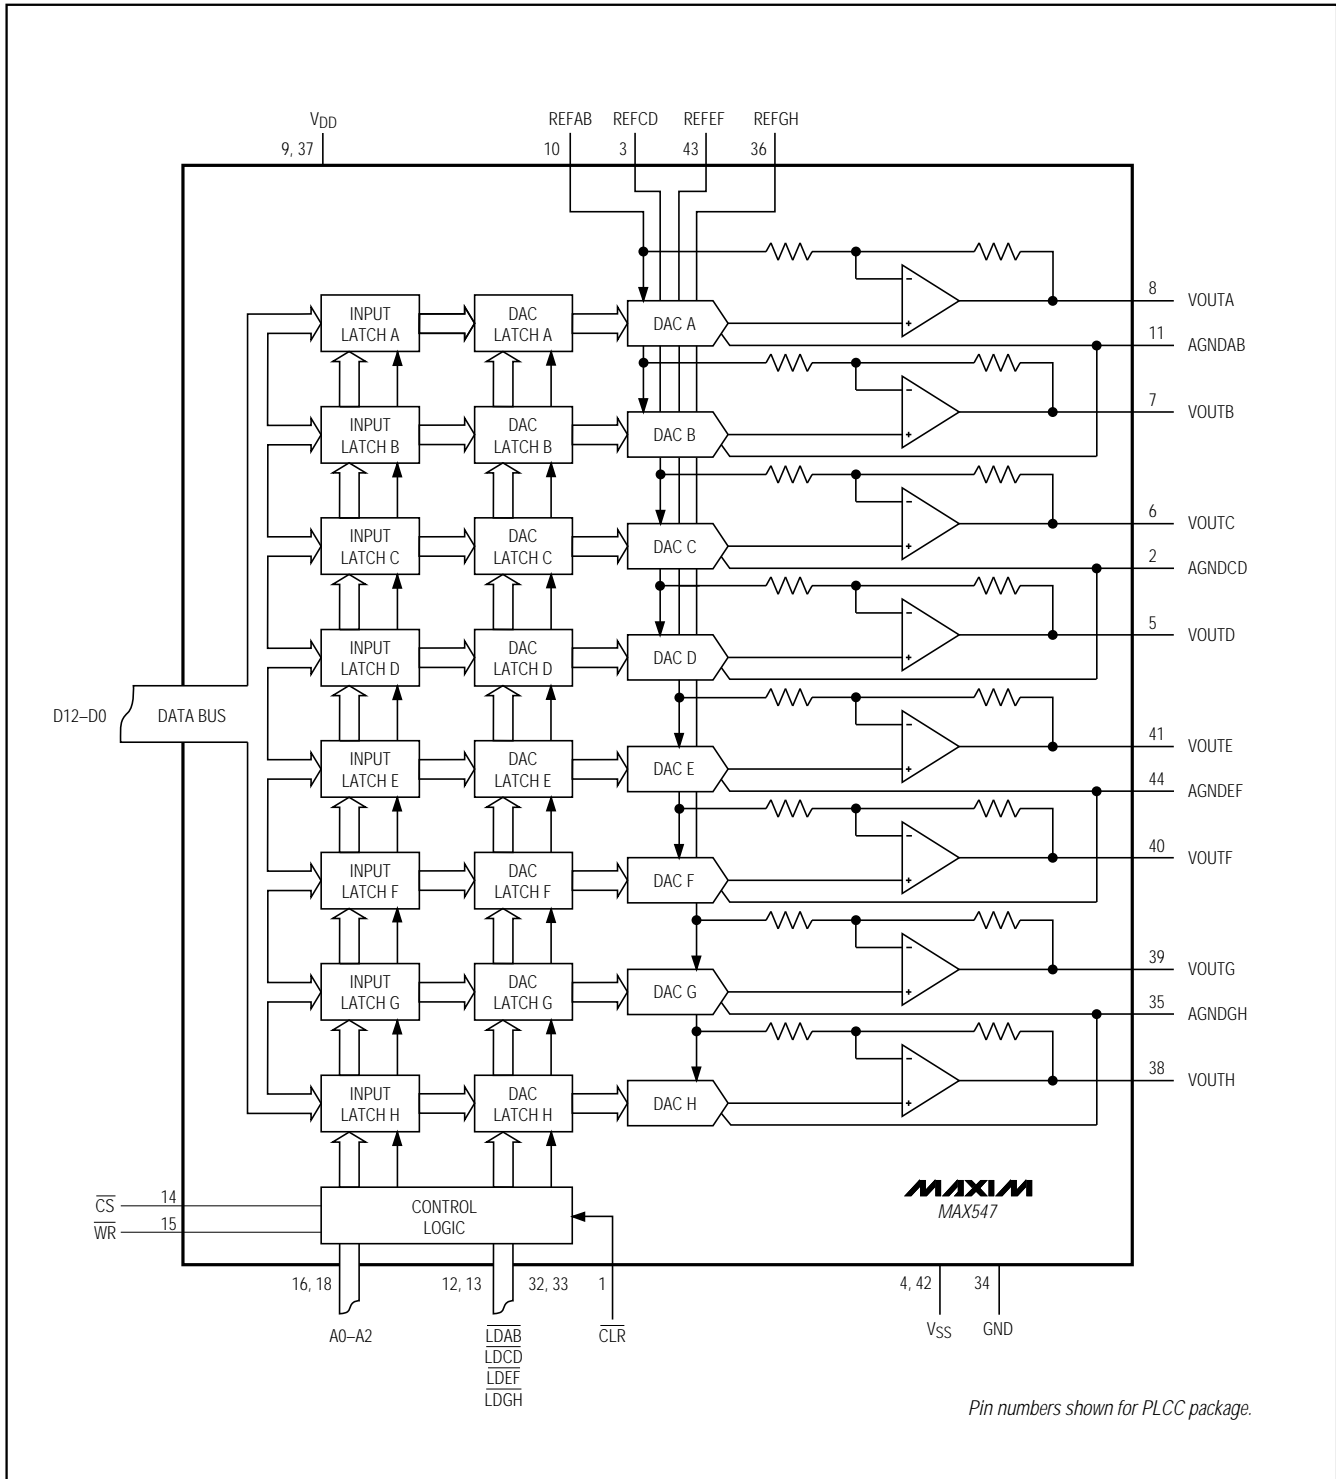 VDD
9, 37
REFAB REFCD REFEF REFGH
10 3 43 36
8 VOUTA
11 AGNDAB
7 VOUTB
6 VOUTC
2 AGNDCD
5 VOUTD
41 VOUTE
44 AGNDEF
40 VOUTF
39 VOUTG
35 AGNDGH
38 VOUTH
INPUT LATCH A
DAC LATCH A
DAC A
- +
INPUT LATCH B
DAC LATCH B
DAC B
- +
INPUT LATCH C
DAC LATCH C
DAC C
- +
INPUT LATCH D
DAC LATCH D
DAC D
- +
D12–D0 DATA BUS
INPUT LATCH E
DAC LATCH E
DAC E
- +
INPUT LATCH F
DAC LATCH F
DAC F
- +
INPUT LATCH G
DAC LATCH G
DAC G
- +
INPUT LATCH H
DAC LATCH H
DAC H
- +
CS 14
WR 15
CONTROL
LOGIC
MAXIM
MAX547
16, 18 12, 13 32, 33 1 4, 42 34
A0–A2
LDAB
LDCD
LDEF
LDGH
CLR
VSS GND
Pin numbers shown for PLCC package.